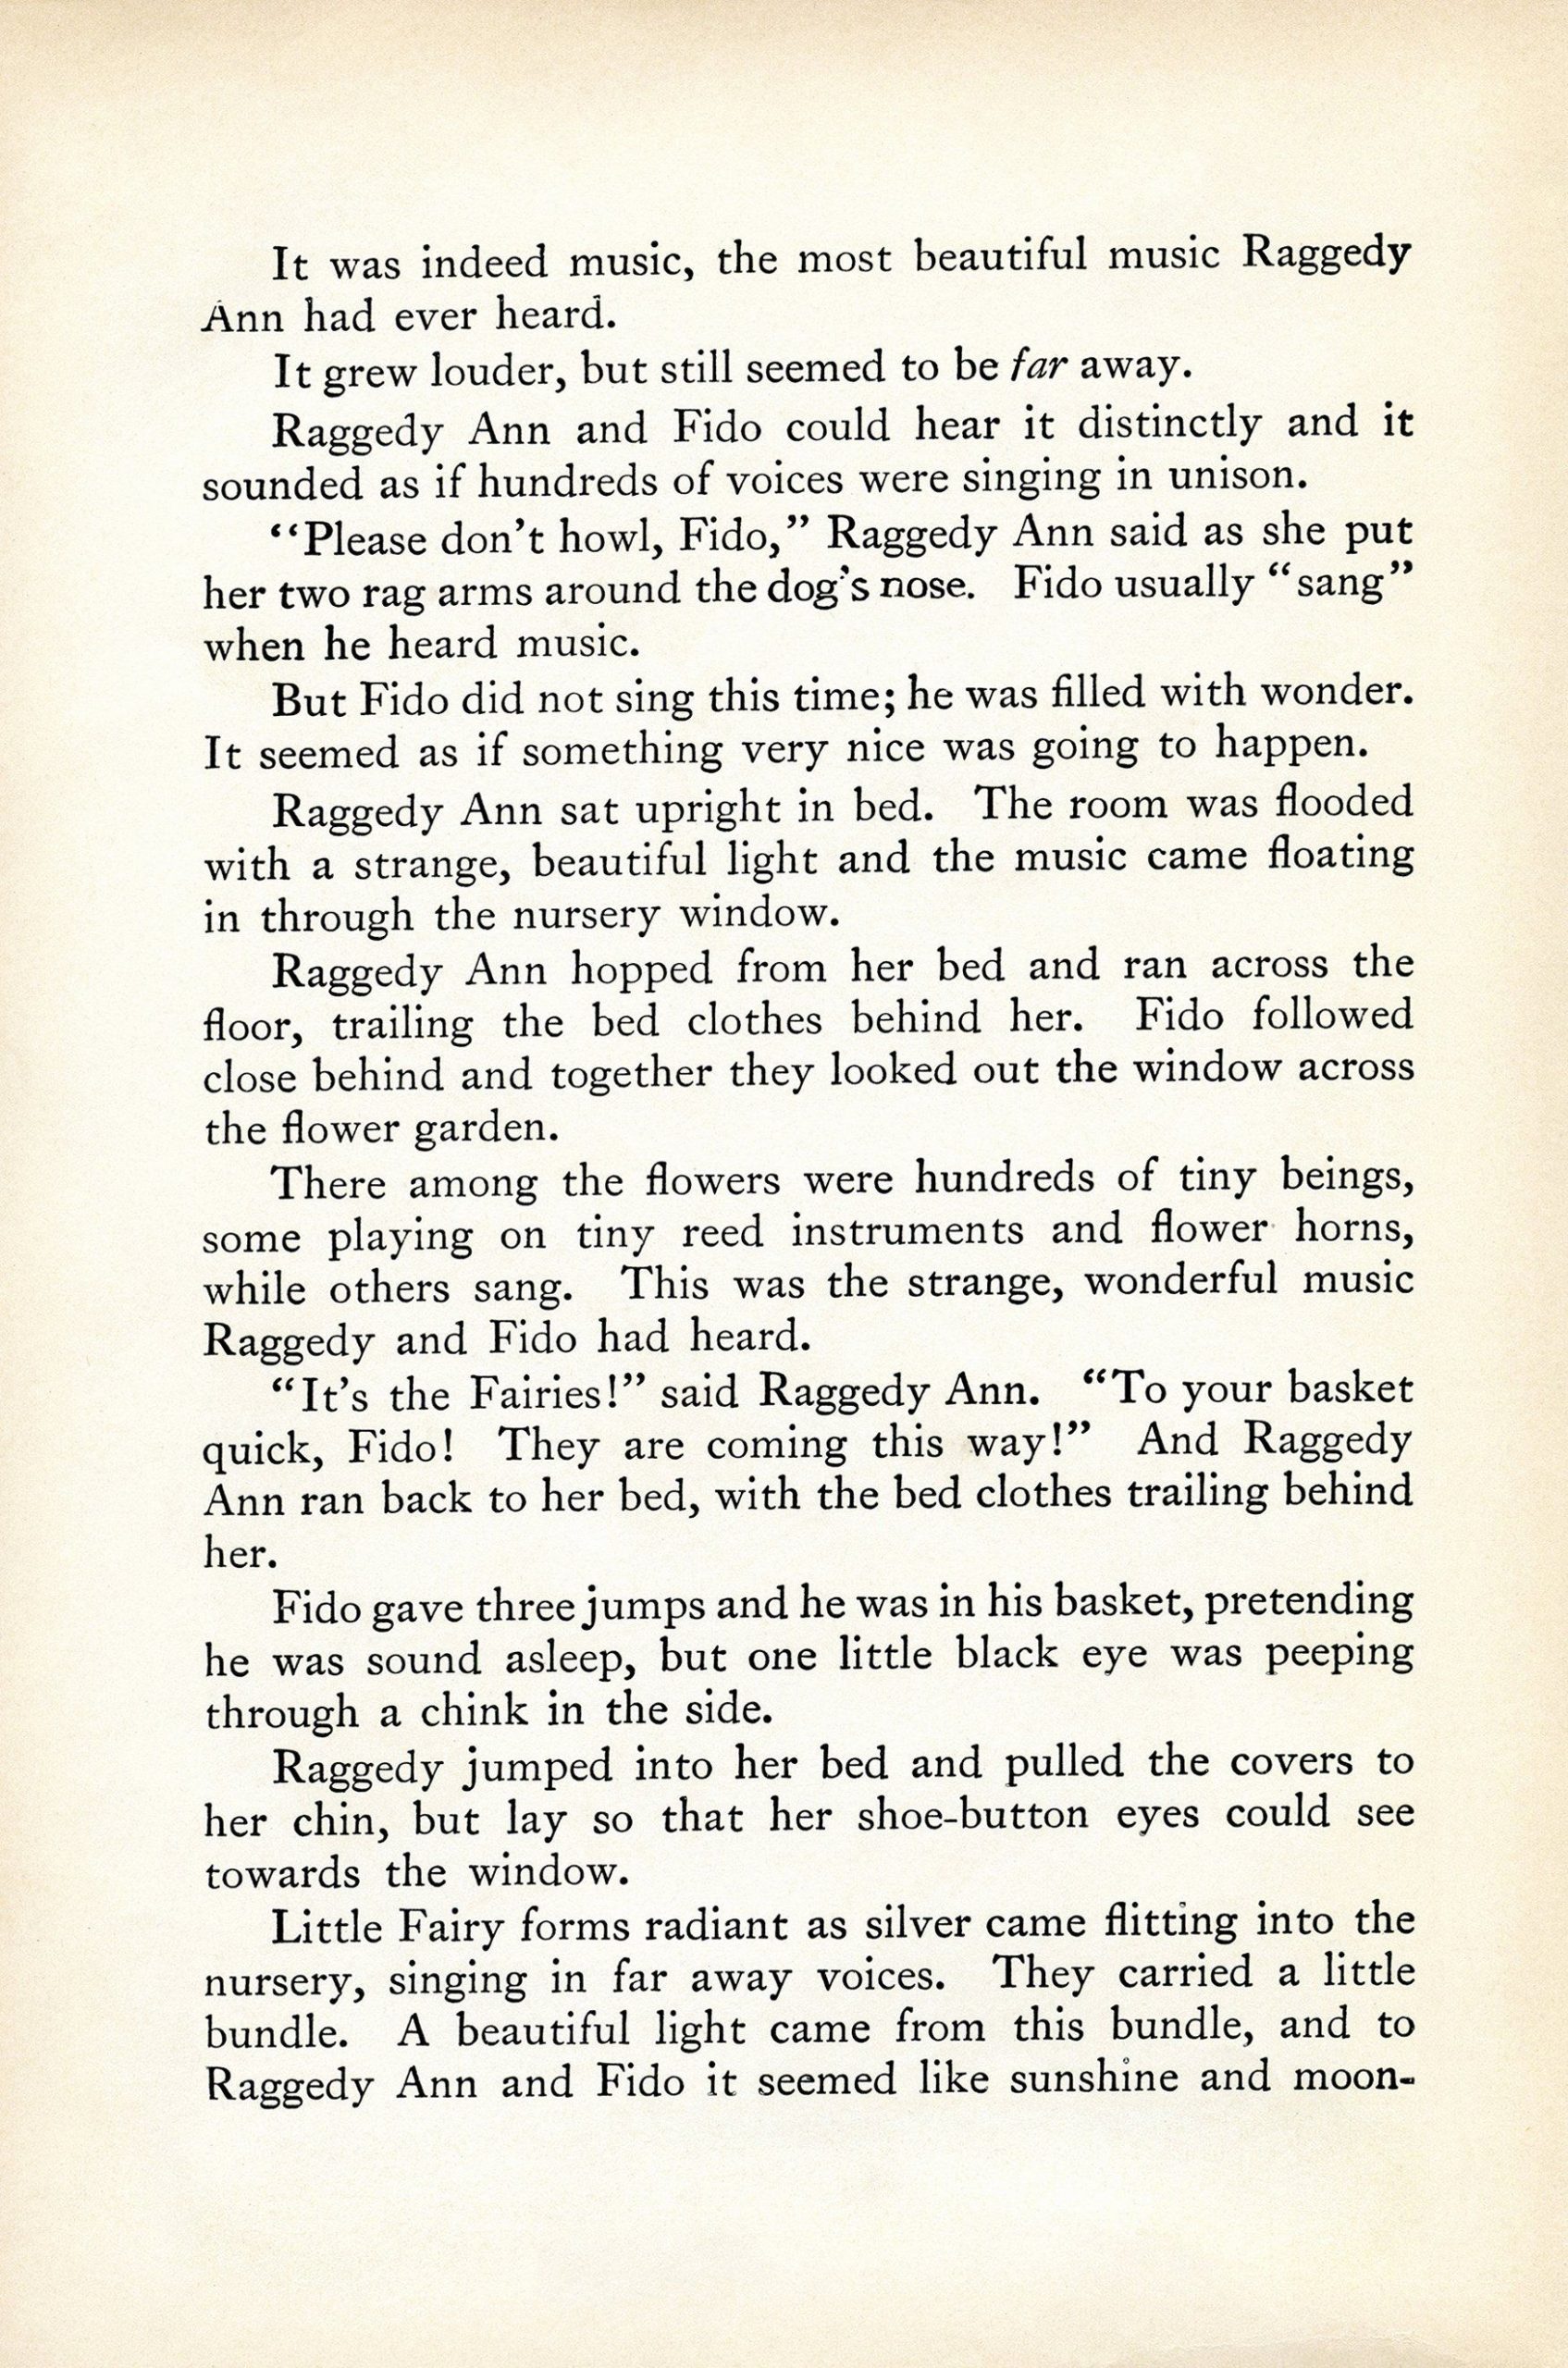 It was indeed music, the most beautiful music Raggedy
Ann had ever heard.
It grew louder, but still seemed to be far away.
Raggedy Ann and Fido could hear it distinctly and it
sounded as if hundreds of voices were singing in unison.
“Please don’t howl, Fido,” Raggedy Ann said as she put
her two rag arms around the dog’s nose. Fido usually “sang”
when he heard music.
But Fido did not sing this time; he was filled with wonder.
It seemed as if something very nice was going to happen.
Raggedy Ann sat upright in bed. The room was flooded
with a strange, beautiful light and the music came floating
in through the nursery window.
Raggedy Ann hopped from her bed and ran across the
floor, trailing the bed clothes behind her. Fido followed
close behind and together they looked out the window across
the flower garden.
There among the flowers were hundreds of tiny beings,
some playing on tiny reed instruments and flower horns,
while others sang. This was the strange, wonderful music
Raggedy and Fido had heard.
“It’s the Fairies!” said Raggedy Ann. “To your basket
quick, Fido! They are coming this way!” And Raggedy
Ann ran back to her bed, with the bed clothes trailing behind
her.
Fido gave three jumps and he was in his basket, pretending
he was sound asleep, but one little black eye was peeping
through a chink in the side.
Raggedy jumped into her bed and pulled the covers to
her chin, but lay so that her shoe-button eyes could see
towards the window.
Little Fairy forms radiant as silver came flitting into the
nursery, singing in far away voices. They carried a little
bundle. A beautiful light came from this bundle, and to
Raggedy Ann and Fido it seemed like sunshine and moon-